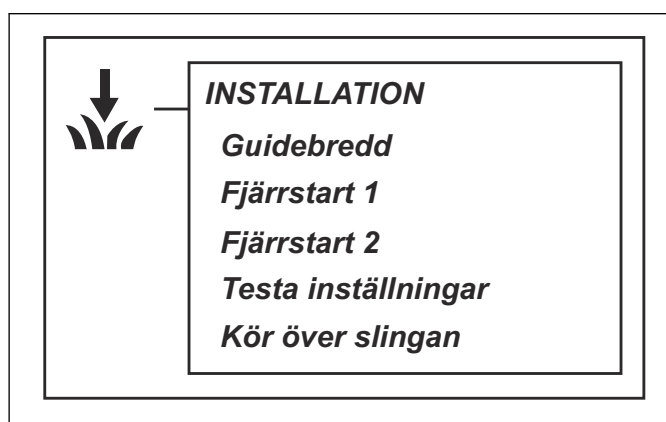 INSTALLATION
Guidebredd
Fjärrstart 1
Fjärrstart 2
Testa inställningar
Kör över slingan